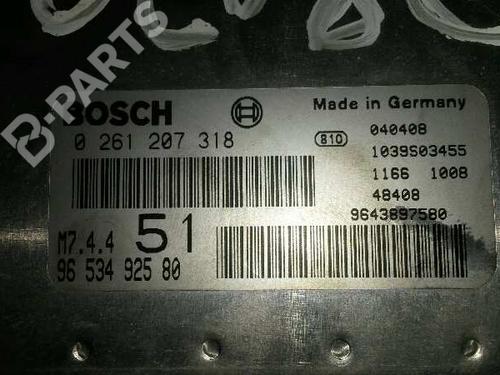 B-PARTS
BOSCH
Made in Germany
0 261 207 318
810
040408
1039S03455
1166 1008
48408
9643897580
M7.4.4 51
96 534 925 80